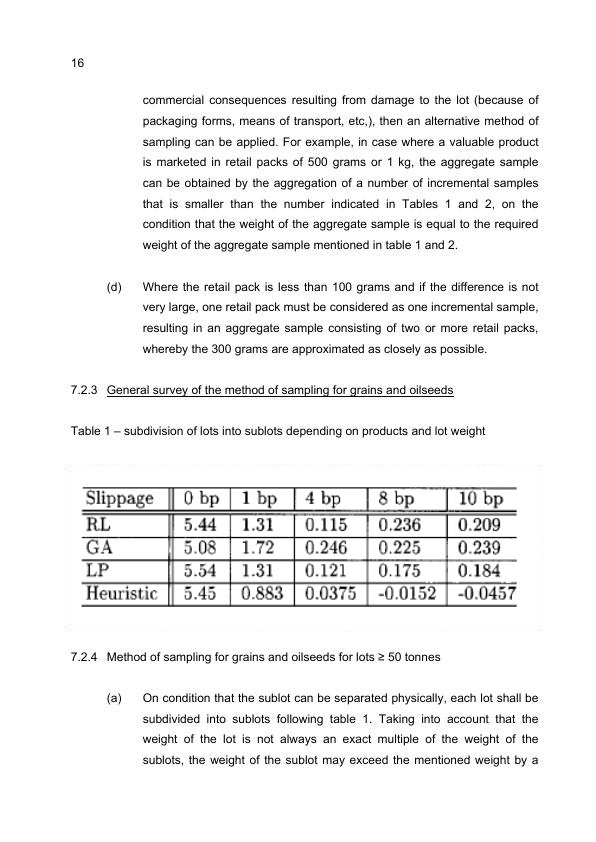 16
commercial consequences resulting from damage to the lot (because of
packaging forms, means of transport, etc,), then an alternative method of
sampling can be applied. For example, in case where a valuable product
is marketed in retail packs of 500 grams or 1 kg, the aggregate sample
can be obtained by the aggregation of a number of incremental samples
that is smaller than the number indicated in Tables 1 and 2, on the
condition that the weight of the aggregate sample is equal to the required
weight of the aggregate sample mentioned in table 1 and 2.
(d) Where the retail pack is less than 100 grams and if the difference is not
very large, one retail pack must be considered as one incremental sample,
resulting in an aggregate sample consisting of two or more retail packs,
whereby the 300 grams are approximated as closely as possible.
7.2.3 General survey of the method of sampling for grains and oilseeds
Table 1 – subdivision of lots into sublots depending on products and lot weight
Slippage 0 bp 1 bp 4 bp 8 bp 10 bp
RL 5.44 1.31 0.115 0.236 0.209
GA 5.08 1.72 0.246 0.225 0.239
LP 5.54 1.31 0.121 0.175 0.184
Heuristic 5.45 0.883 0.0375 -0.0152 -0.0457
7.2.4 Method of sampling for grains and oilseeds for lots ≥ 50 tonnes
(a) On condition that the sublot can be separated physically, each lot shall be
subdivided into sublots following table 1. Taking into account that the
weight of the lot is not always an exact multiple of the weight of the
sublots, the weight of the sublot may exceed the mentioned weight by a